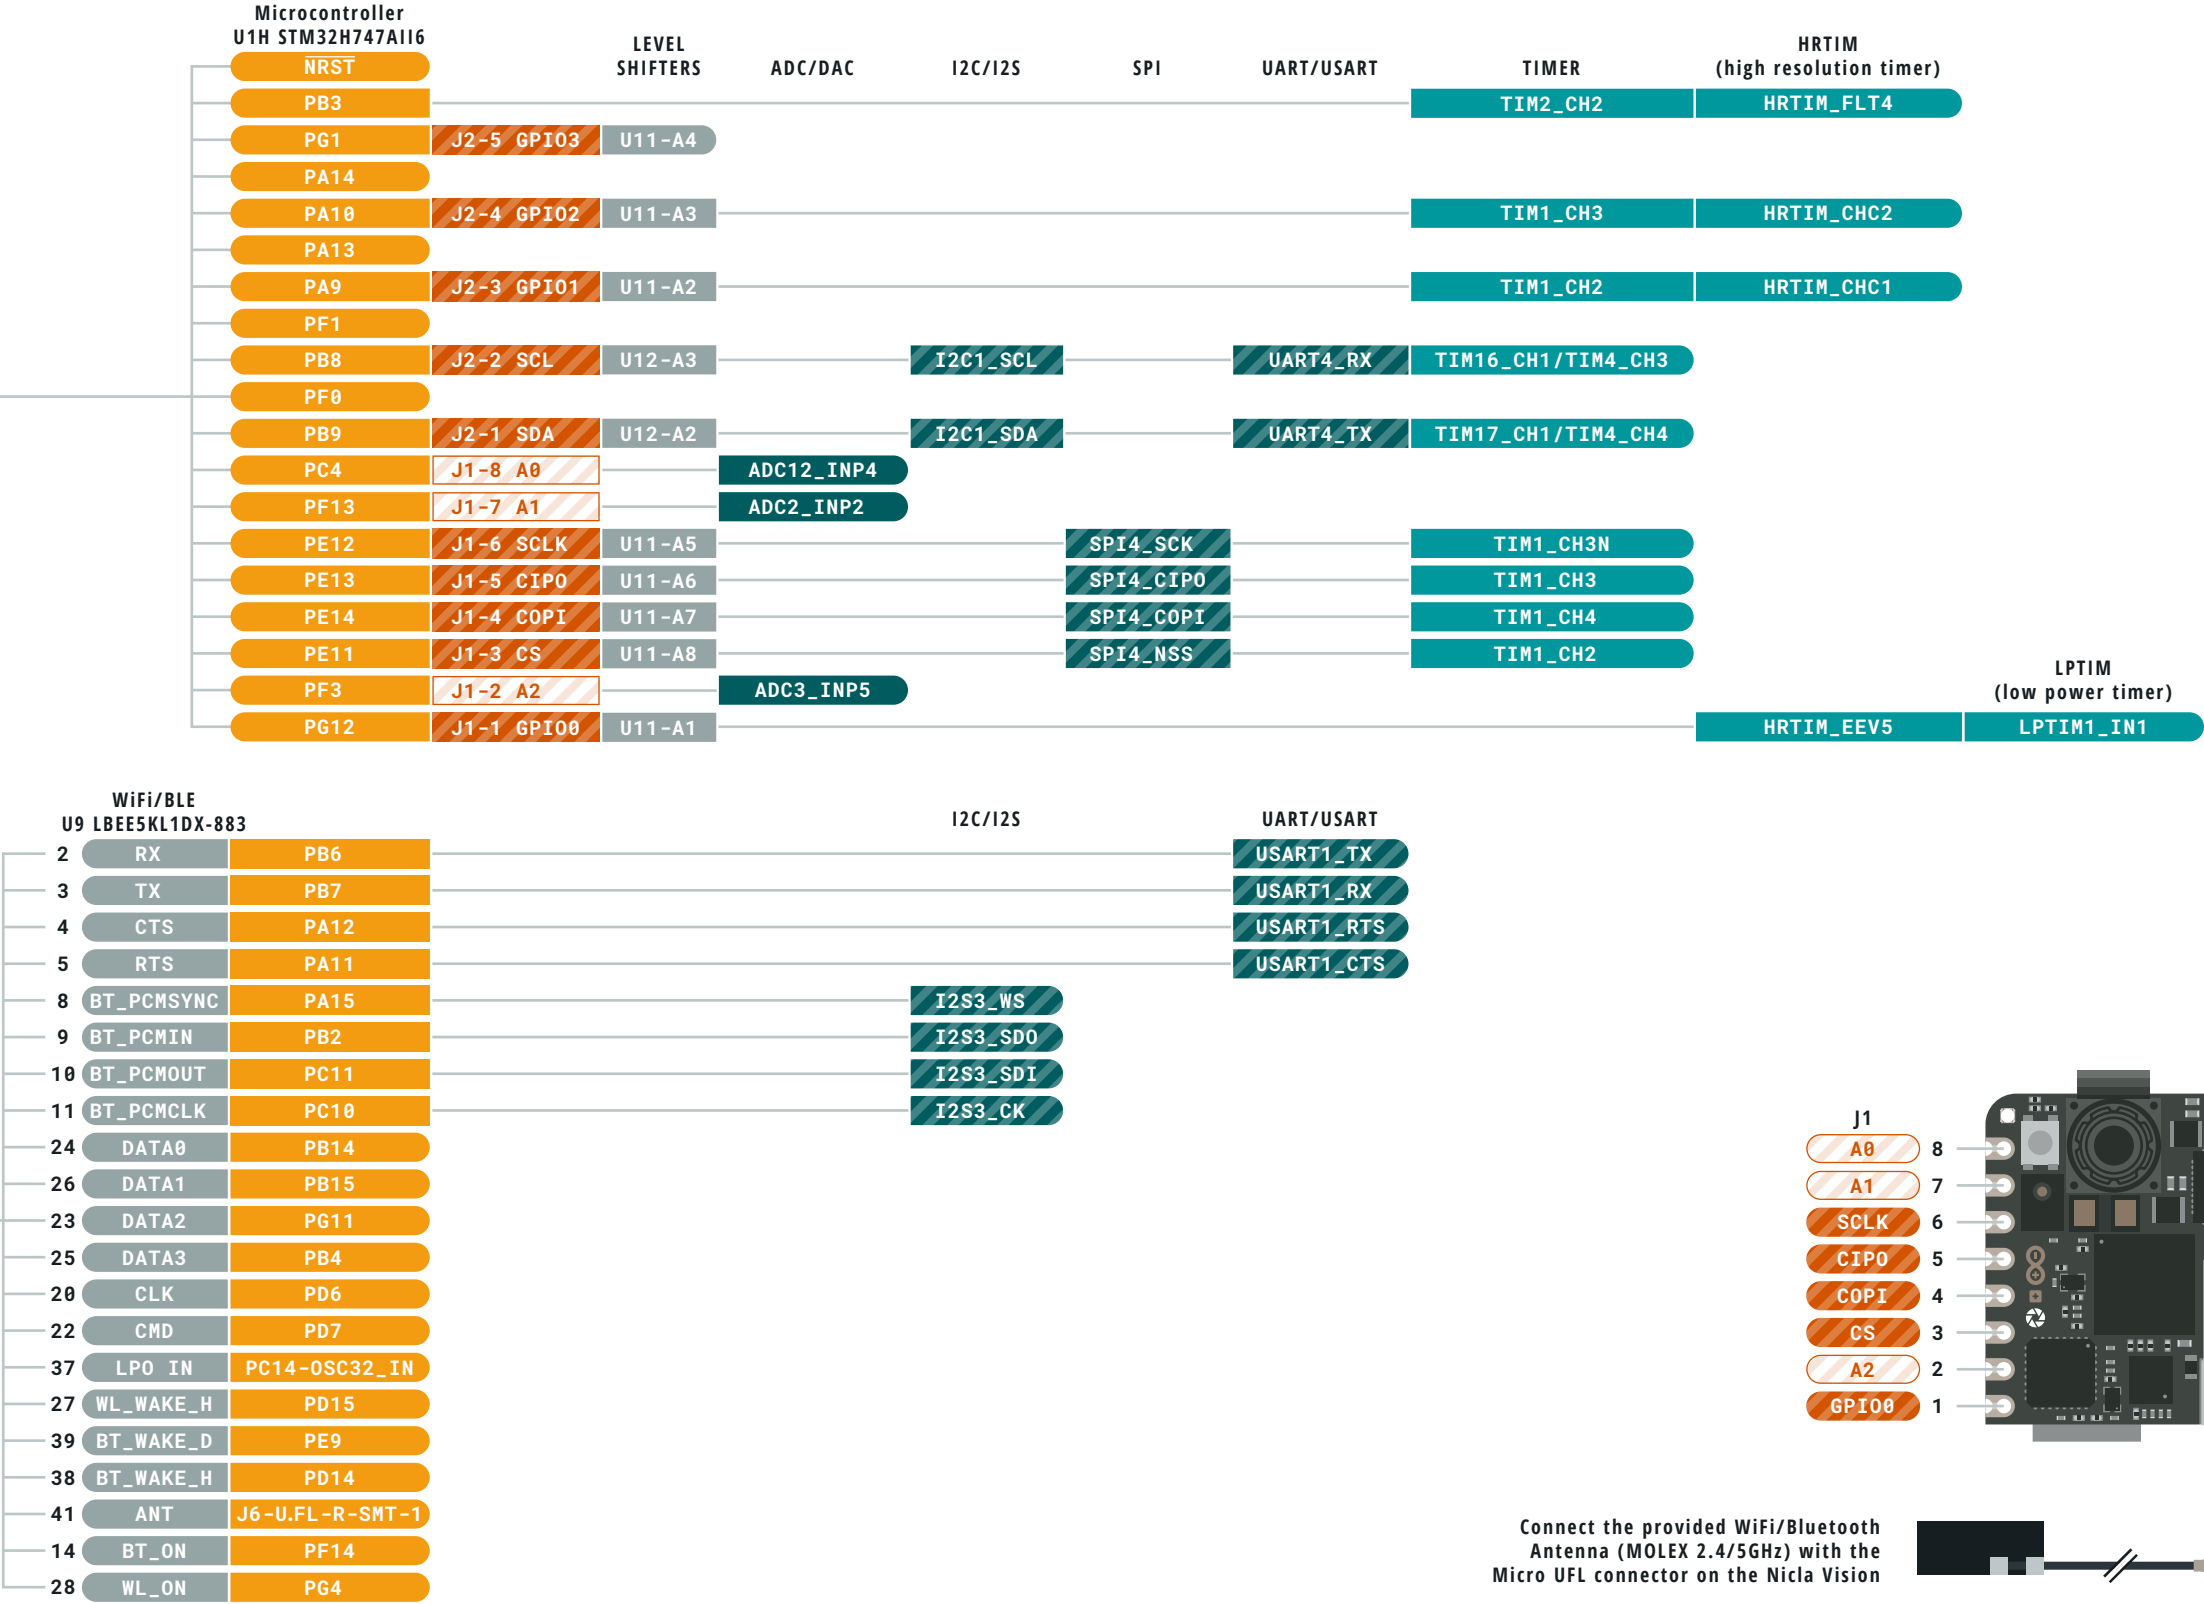 Microcontroller
U1H STM32H747AII6
LEVEL
SHIFTERS
ADC/DAC
I2C/I2S
SPI
UART/USART
TIMER
HRTIM
(high resolution timer)
NRST
PB3 TIM2_CH2 HRTIM_FLT4
PG1 J2-5 GPIO3 U11-A4
PA14
PA10 J2-4 GPIO2 U11-A3 TIM1_CH3 HRTIM_CHC2
PA13
PA9 J2-3 GPIO1 U11-A2 TIM1_CH2 HRTIM_CHC1
PF1
PB8 J2-2 SCL U12-A3 I2C1_SCL UART4_RX TIM16_CH1/TIM4_CH3
PF0
PB9 J2-1 SDA U12-A2 I2C1_SDA UART4_TX TIM17_CH1/TIM4_CH4
PC4 J1-8 A0 ADC12_INP4
PF13 J1-7 A1 ADC2_INP2
PE12 J1-6 SCLK U11-A5 SPI4_SCK TIM1_CH3N
PE13 J1-5 CIPO U11-A6 SPI4_CIPO TIM1_CH3
PE14 J1-4 COPI U11-A7 SPI4_COPI TIM1_CH4
PE11 J1-3 CS U11-A8 SPI4_NSS TIM1_CH2
PF3 J1-2 A2 ADC3_INP5
LPTIM
(low power timer)
PG12 J1-1 GPIO0 U11-A1 HRTIM_EEV5 LPTIM1_IN1
WiFi/BLE
U9 LBEE5KL1DX-883
I2C/I2S
UART/USART
2 RX PB6 USART1_TX
3 TX PB7 USART1_RX
4 CTS PA12 USART1_RTS
5 RTS PA11 USART1_CTS
8 BT_PCMSYNC PA15 I2S3_WS
9 BT_PCMIN PB2 I2S3_SDO
10 BT_PCMOUT PC11 I2S3_SDI
11 BT_PCMCLK PC10 I2S3_CK
24 DATA0 PB14
26 DATA1 PB15
23 DATA2 PG11
25 DATA3 PB4
20 CLK PD6
22 CMD PD7
37 LPO IN PC14-OSC32_IN
27 WL_WAKE_H PD15
39 BT_WAKE_D PE9
38 BT_WAKE_H PD14
41 ANT J6-U.FL-R-SMT-1
14 BT_ON PF14
28 WL_ON PG4
J1
A0 8
A1 7
SCLK 6
CIPO 5
COPI 4
CS 3
A2 2
GPIO0 1
Connect the provided WiFi/Bluetooth
Antenna (MOLEX 2.4/5GHz) with the
Micro UFL connector on the Nicla Vision